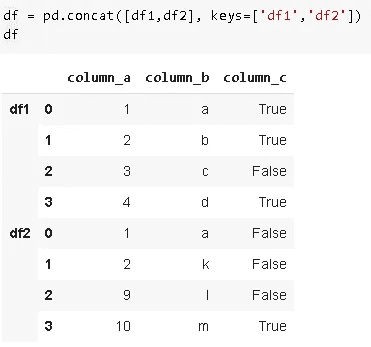 df = pd.concat([df1,df2], keys=['df1','df2'])
df
column_a column_b column_c
df1 0 1 a True
1 2 b True
2 3 c False
3 4 d True
df2 0 1 a False
1 2 k False
2 9 l False
3 10 m True